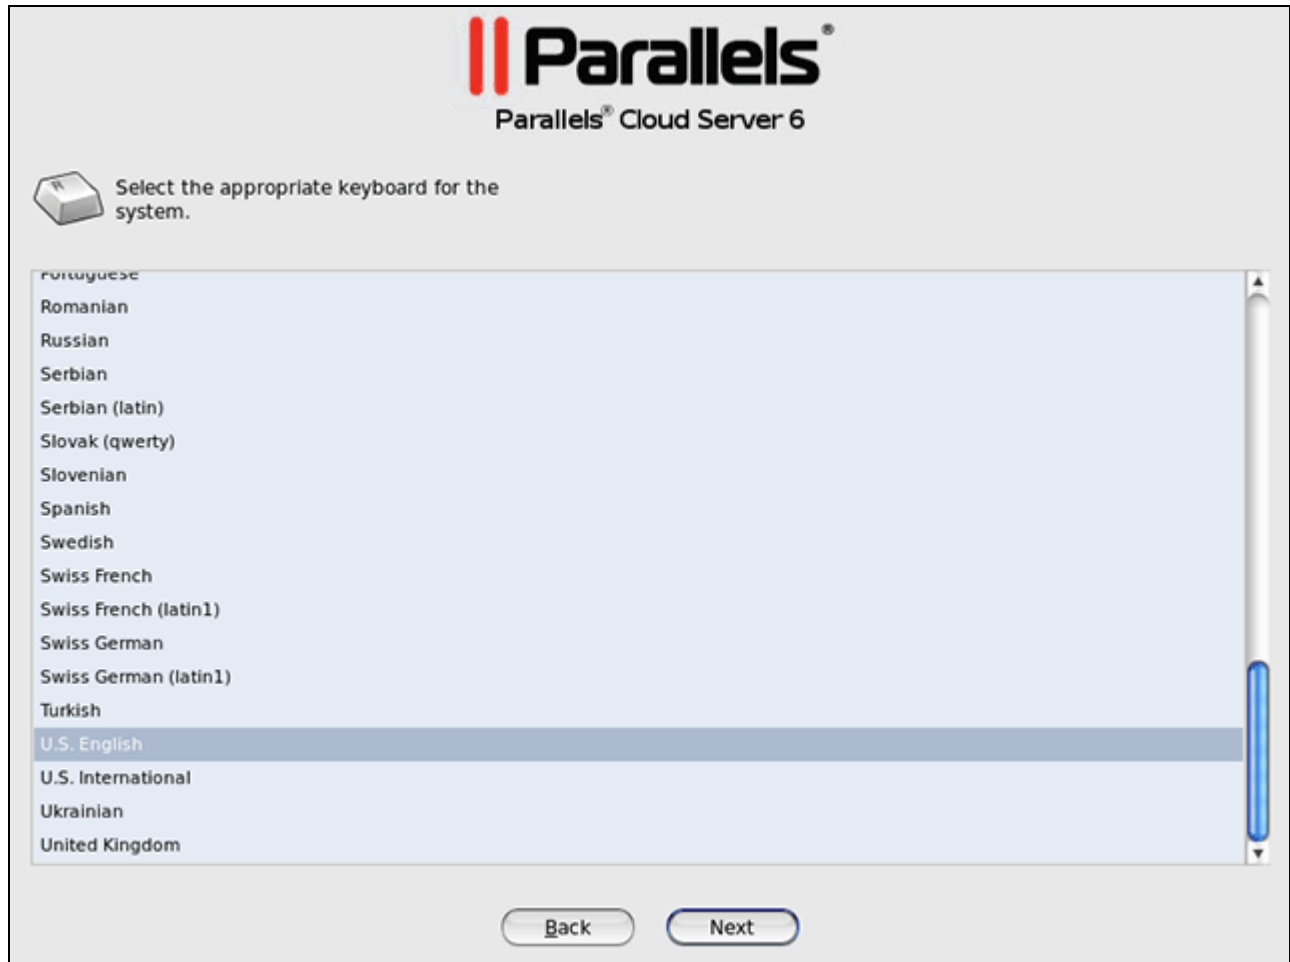 Parallels®
Parallels® Cloud Server 6
Select the appropriate keyboard for the
system.
Portuguese
Romanian
Russian
Serbian
Serbian (latin)
Slovak (qwerty)
Slovenian
Spanish
Swedish
Swiss French
Swiss French (latin1)
Swiss German
Swiss German (latin1)
Turkish
U.S. English
U.S. International
Ukrainian
United Kingdom
Back Next